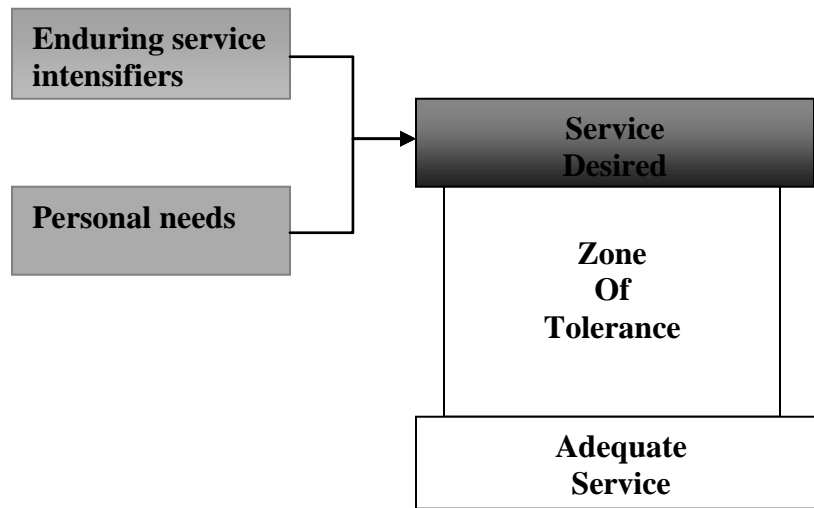 Enduring service
intensifiers
Service
Desired
Personal needs
Zone
Of
Tolerance
Adequate
Service